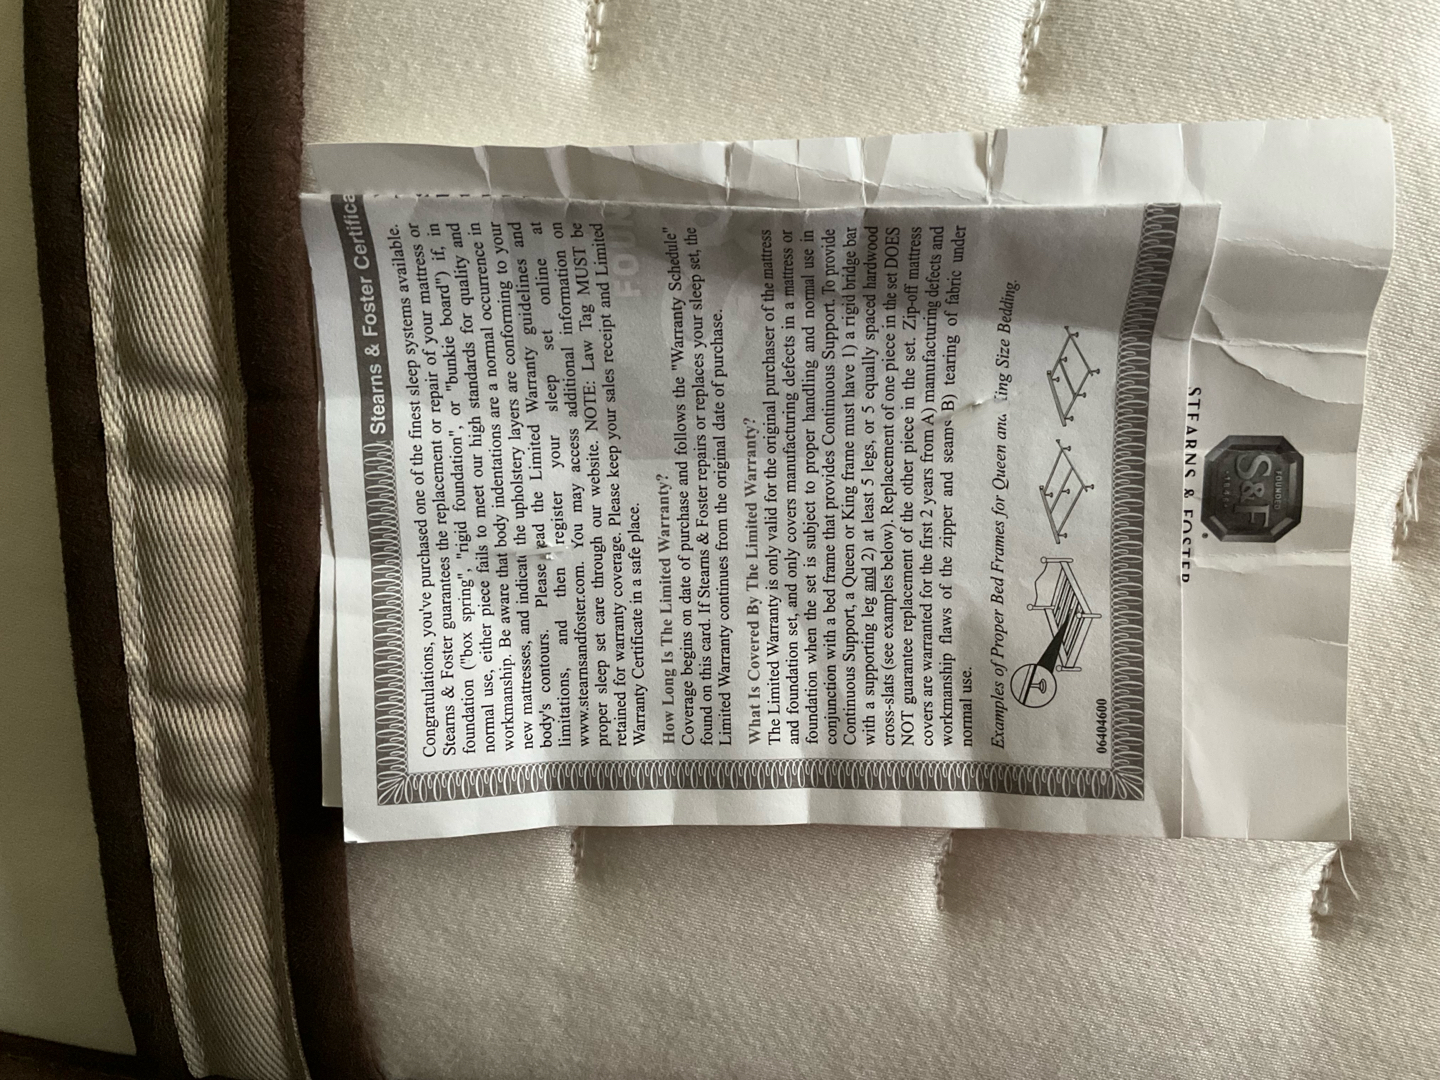 Stearns & Foster Certifica
Congratulations, you've purchased one of the finest sleep systems available.
Stearns & Foster guarantees the replacement or repair of your mattress or
foundation ("box spring", "rigid foundation", or "bunkie board") if, in
normal use, either piece fails to meet our high standards for quality and
workmanship. Be aware that body indentations are a normal occurrence in
new mattresses, and indicate the upholstery layers are conforming to your
body's contours. Please read the Limited Warranty guidelines and
limitations, and then register your sleep set online at
www.stearnsandfoster.com. You may access additional information on
proper sleep set care through our website. NOTE: Law Tag MUST be
retained for warranty coverage. Please keep your sales receipt and Limited
Warranty Certificate in a safe place.
How Long Is The Limited Warranty?
Coverage begins on date of purchase and follows the "Warranty Schedule"
found on this card. If Stearns & Foster repairs or replaces your sleep set, the
Limited Warranty continues from the original date of purchase.
What Is Covered By The Limited Warranty?
The Limited Warranty is only valid for the original purchaser of the mattress
and foundation set, and only covers manufacturing defects in a mattress or
foundation when the set is subject to proper handling and normal use in
conjunction with a bed frame that provides Continuous Support. To provide
Continuous Support, a Queen or King frame must have 1) a rigid bridge bar
with a supporting leg and 2) at least 5 legs, or 5 equally spaced hardwood
cross-slats (see examples below). Replacement of one piece in the set DOES
NOT guarantee replacement of the other piece in the set. Zip-off mattress
covers are warranted for the first 2 years from A) manufacturing defects and
workmanship flaws of the zipper and seams B) tearing of fabric under
normal use.
Examples of Proper Bed Frames for Queen and King Size Bedding.
06404600
STEARNS & FOSTER
®
FOUNDED
S&F
1846
FOUN